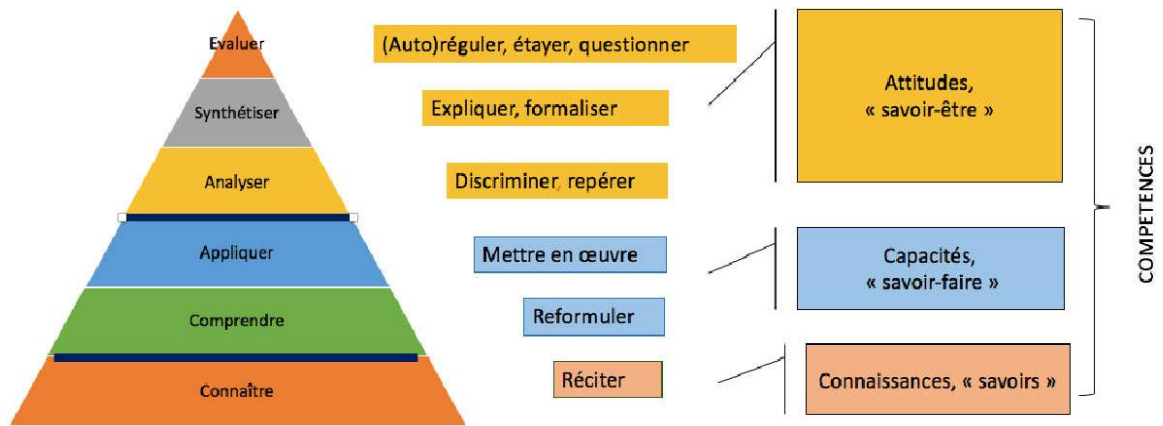 Evaluer
Synthétiser
Analyser
Appliquer
Comprendre
Connaître
(Auto)réguler, étayer, questionner
Expliquer, formaliser
Discriminer, repérer
Mettre en œuvre
Reformuler
Réciter
Attitudes,
« savoir-être »
Capacités,
« savoir-faire »
Connaissances, « savoirs »
COMPETENCES